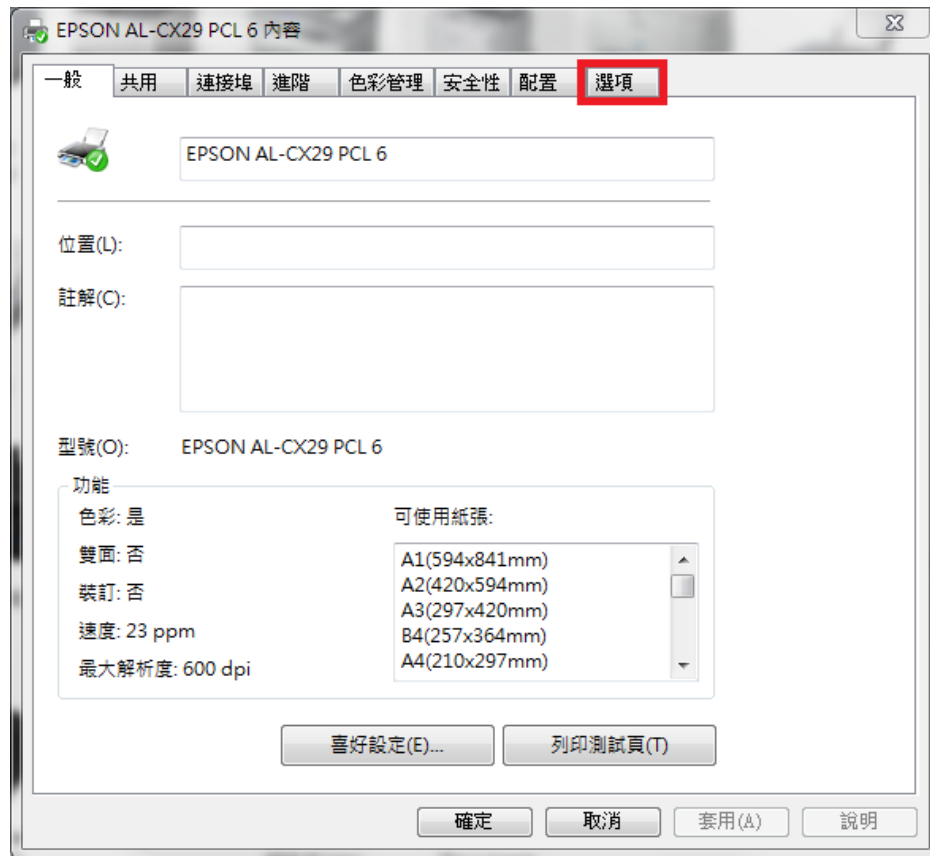 EPSON AL-CX29 PCL 6 內容
一般 共用 連接埠 進階 色彩管理 安全性 配置 選項
EPSON AL-CX29 PCL 6
位置(L):
註解(C):
型號(O): EPSON AL-CX29 PCL 6
功能
色彩: 是 可使用紙張:
雙面: 否 A1(594x841mm)
A2(420x594mm)
裝訂: 否 A3(297x420mm)
速度: 23 ppm B4(257x364mm)
最大解析度: 600 dpi A4(210x297mm)
喜好設定(E)... 列印測試頁(T)
確定 取消 套用(A) 說明